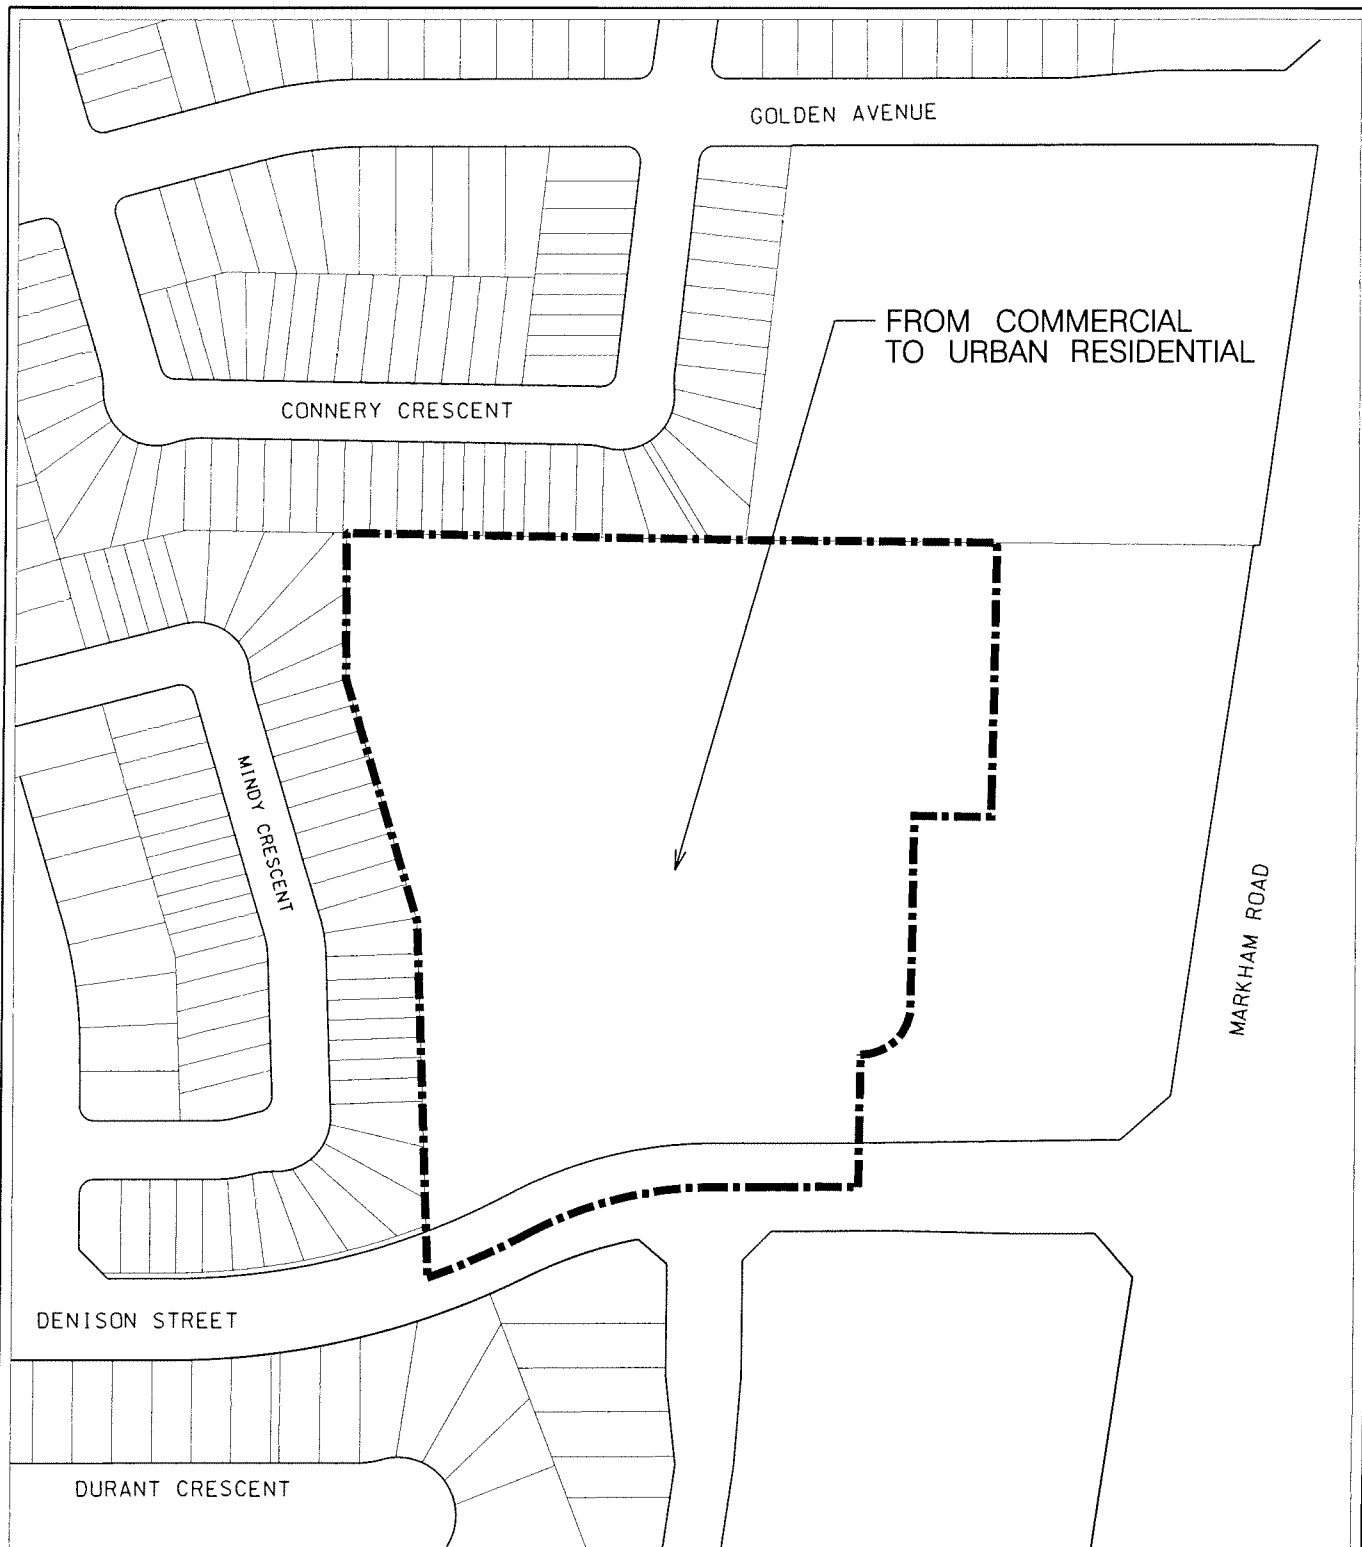 GOLDEN AVENUE
FROM COMMERCIAL
TO URBAN RESIDENTIAL
CONNERY CRESCENT
MINDY CRESCENT
MARKHAM ROAD
DENISON STREET
DURANT CRESCENT